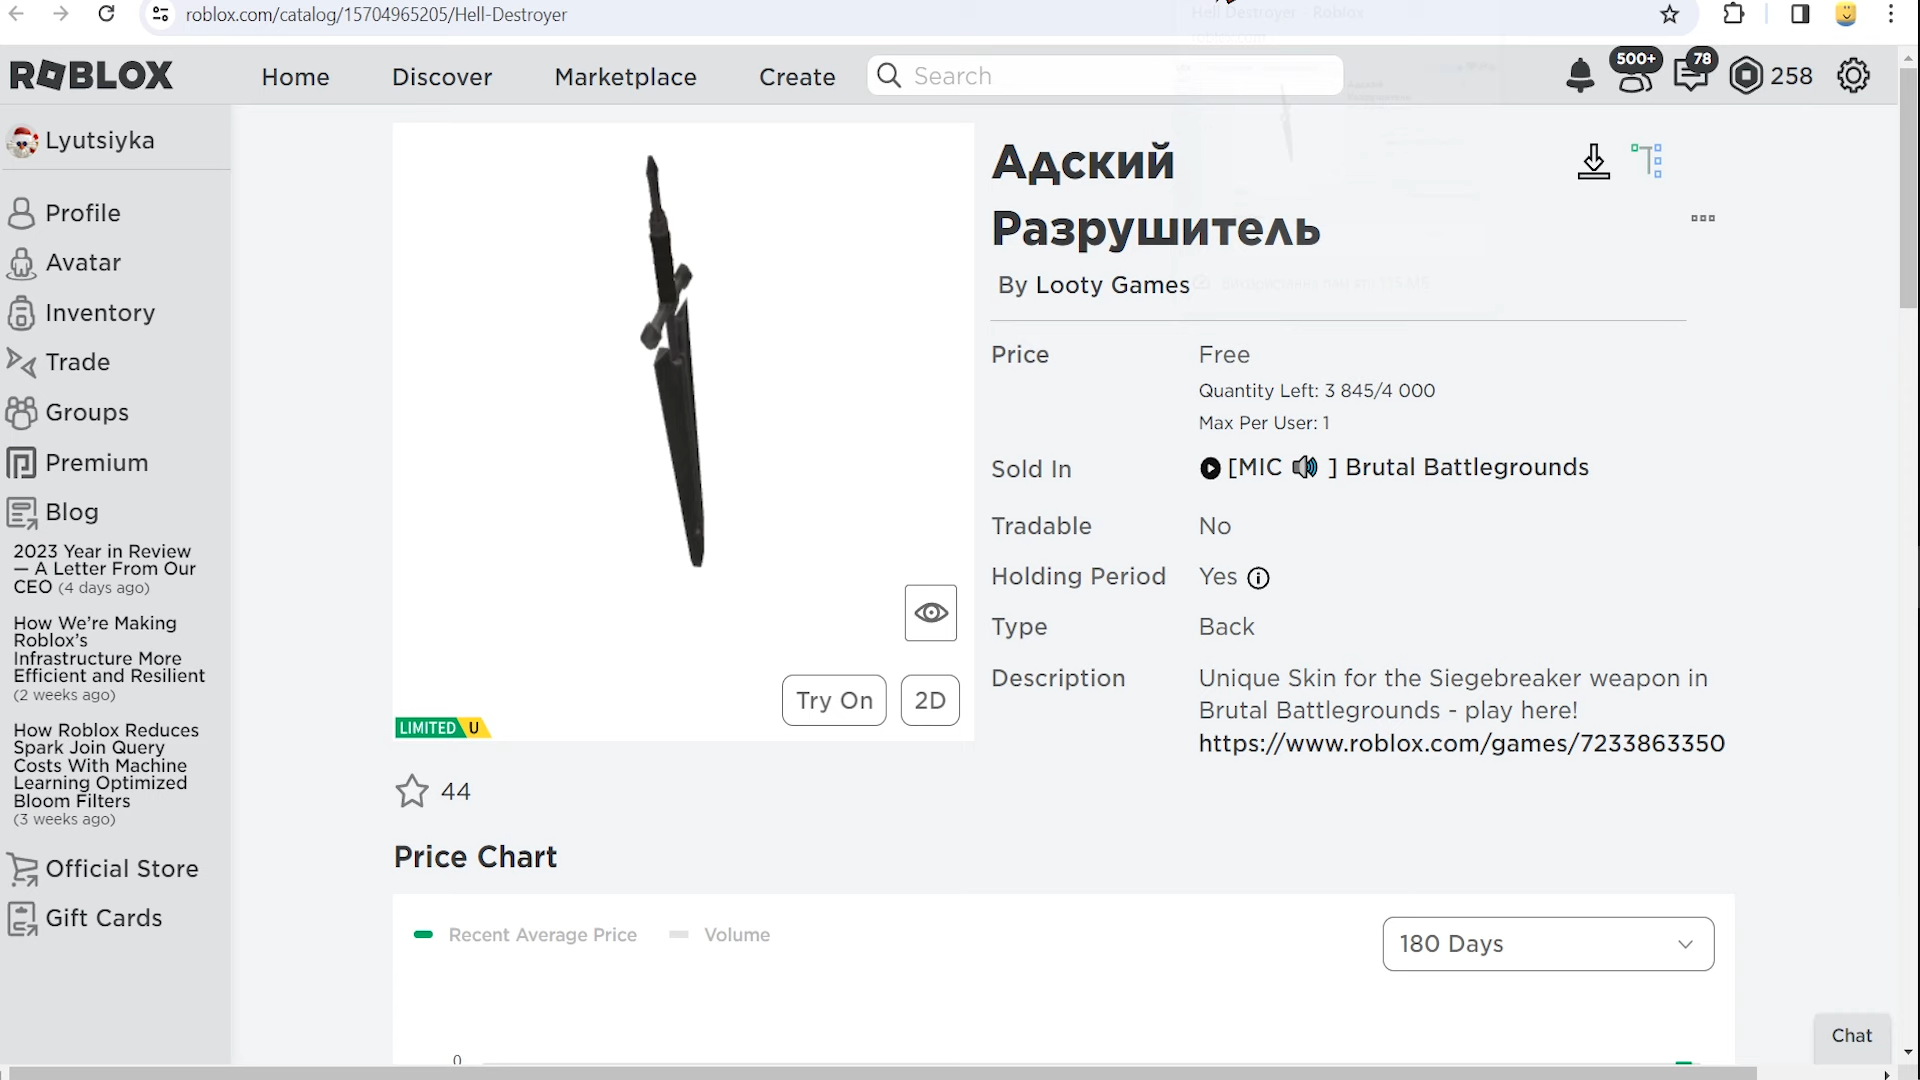 roblox.com/catalog/15704965205/Hell-Destroyer
Hell Destroyer - Roblox
ROBLOX
Home
Discover
Marketplace
Create
Search
500+
78
258
Lyutsiyka
Profile
Avatar
Inventory
Trade
Groups
Premium
Blog
2023 Year in Review
— A Letter From Our
CEO (4 days ago)
How We're Making
Roblox's
Infrastructure More
Efficient and Resilient
(2 weeks ago)
How Roblox Reduces
Spark Join Query
Costs With Machine
Learning Optimized
Bloom Filters
(3 weeks ago)
Official Store
Gift Cards
Try On
2D
LIMITED U
44
Адский
Разрушитель
By Looty Games
Price
Free
Quantity Left: 3 845/4 000
Max Per User: 1
Sold In
[MIC 🔊 ] Brutal Battlegrounds
Tradable
No
Holding Period
Yes
Type
Back
Description
Unique Skin for the Siegebreaker weapon in
Brutal Battlegrounds - play here!
https://www.roblox.com/games/7233863350
Price Chart
Recent Average Price
Volume
180 Days
0
Chat